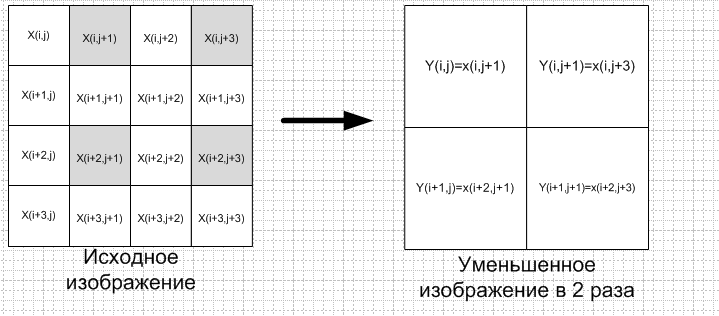 X(i,j) X(i,j+1) X(i,j+2) X(i,j+3)
X(i+1,j) X(i+1,j+1) X(i+1,j+2) X(i+1,j+3)
X(i+2,j) X(i+2,j+1) X(i+2,j+2) X(i+2,j+3)
X(i+3,j) X(i+3,j+1) X(i+3,j+2) X(i+3,j+3)
Исходное
изображение
Y(i,j)=x(i,j+1) Y(i,j+1)=x(i,j+3)
Y(i+1,j)=x(i+2,j+1) Y(i+1,j+1)=x(i+2,j+3)
Уменьшенное
изображение в 2 раза